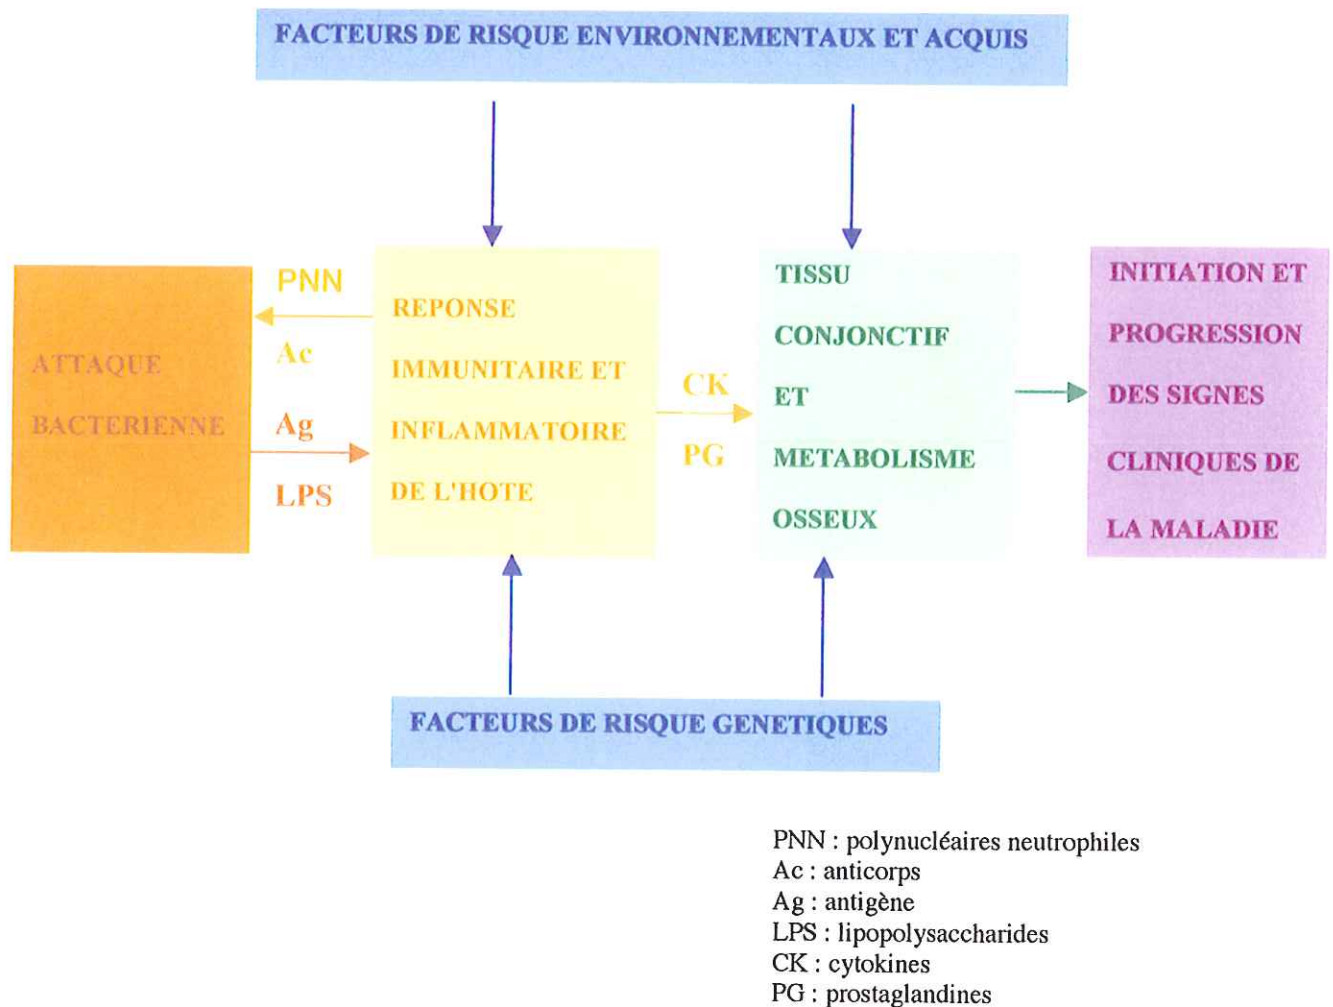 FACTEURS DE RISQUE ENVIRONNEMENTAUX ET ACQUIS
ATTAQUE
BACTERIENNE
PNN
Ac
Ag
LPS
REPONSE
IMMUNITAIRE ET
INFLAMMATOIRE
DE L'HOTE
CK
PG
TISSU
CONJONCTIF
ET
METABOLISME
OSSEUX
INITIATION ET
PROGRESSION
DES SIGNES
CLINIQUES DE
LA MALADIE
FACTEURS DE RISQUE GENETIQUES
PNN : polynucléaires neutrophiles
Ac : anticorps
Ag : antigène
LPS : lipopolysaccharides
CK : cytokines
PG : prostaglandines